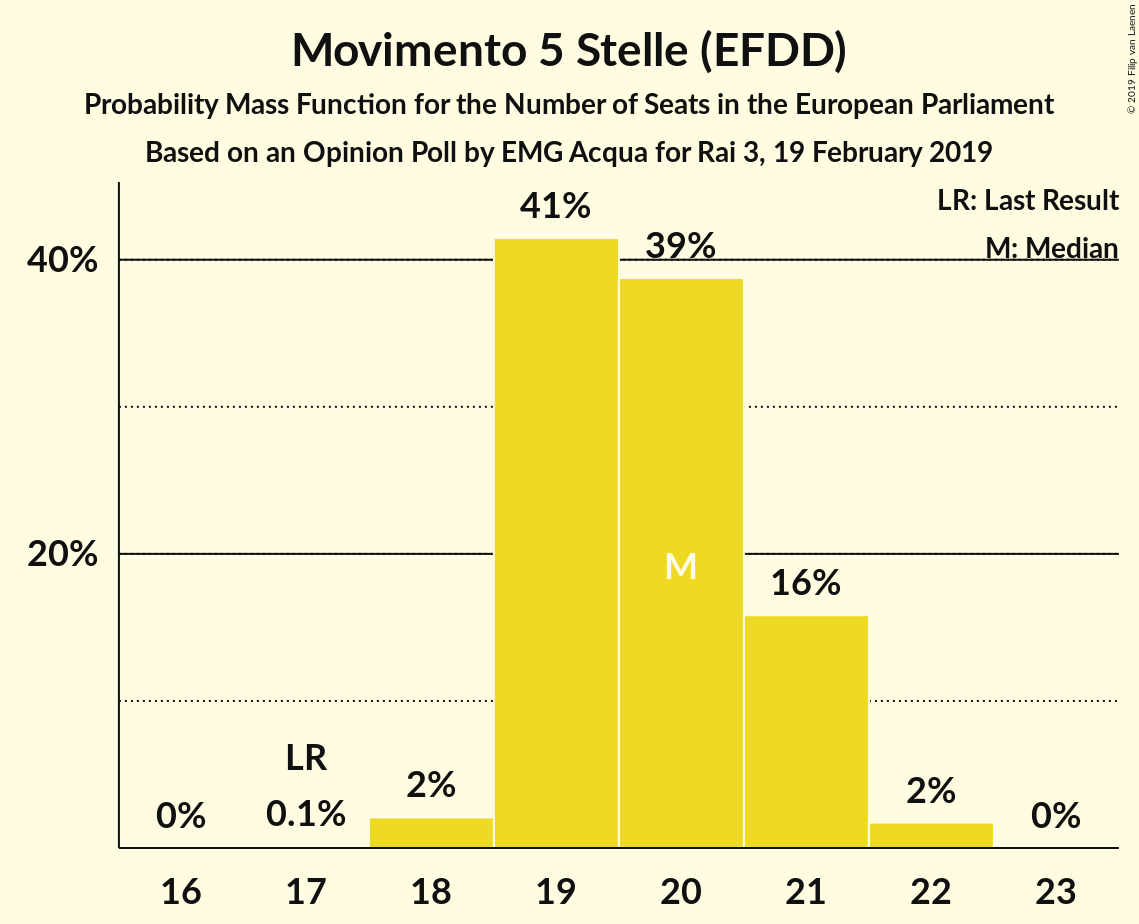 Movimento 5 Stelle (EFDD)
Probability Mass Function for the Number of Seats in the European Parliament
Based on an Opinion Poll by EMG Acqua for Rai 3, 19 February 2019
© 2019 Filip van Laenen
LR: Last Result
M: Median
40%
20%
0%
LR
0.1%
2%
41%
39%
M
16%
2%
0%
16 17 18 19 20 21 22 23